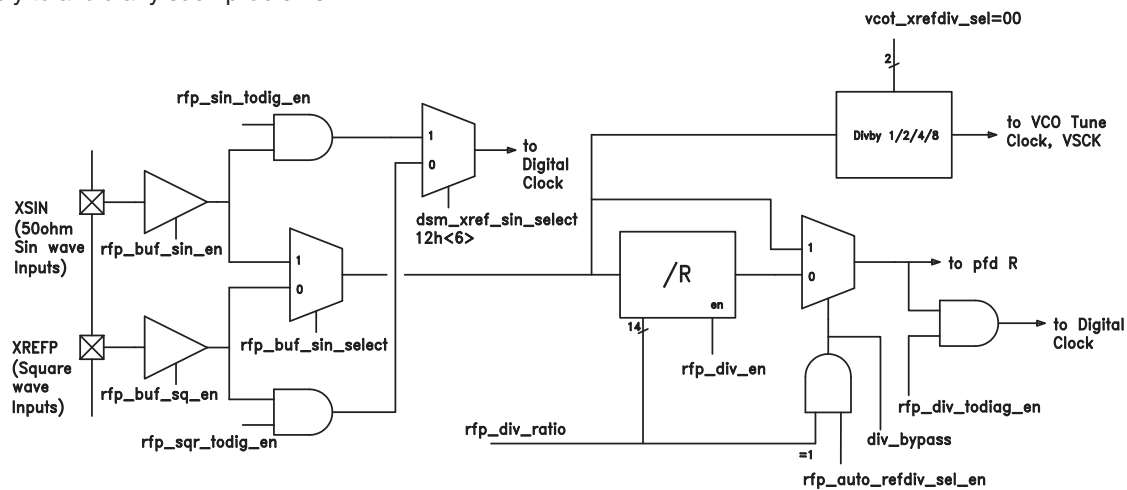 vcot_xrefdiv_sel=00
2
rfp_sin_todig_en
Divby 1/2/4/8
to VCO Tune
Clock, VSCK
1
0
to
Digital
Clock
XSIN
(50ohm
Sin wave
Inputs)
rfp_buf_sin_en
dsm_xref_sin_select
12h<6>
1
0
/R
en
1
0
to pfd R
14
to Digital
Clock
XREFP
(Square
wave
Inputs)
rfp_buf_sin_select
rfp_buf_sq_en
rfp_div_en
rfp_div_todiag_en
rfp_sqr_todig_en
rfp_div_ratio
div_bypass
=1
rfp_auto_refdiv_sel_en